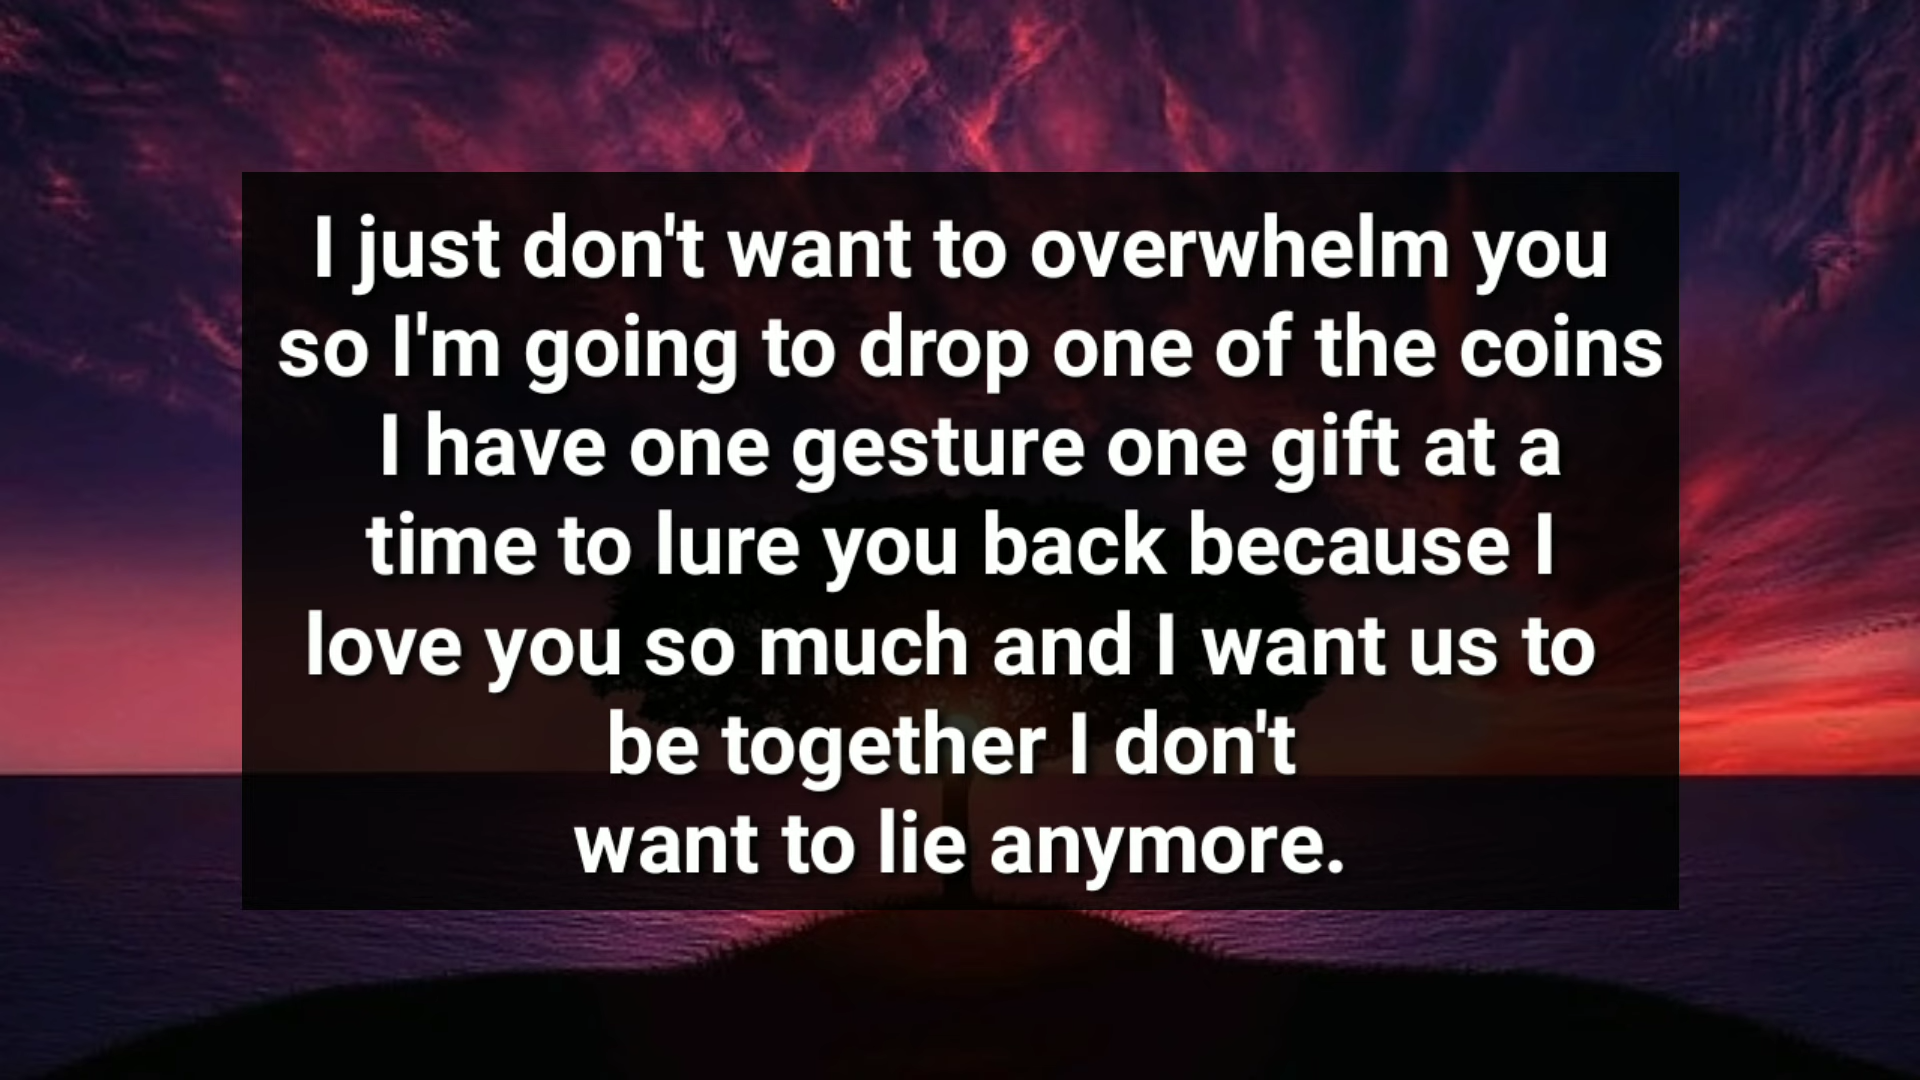 I just don't want to overwhelm you
so I'm going to drop one of the coins
I have one gesture one gift at a
time to lure you back because I
love you so much and I want us to
be together I don't
want to lie anymore.